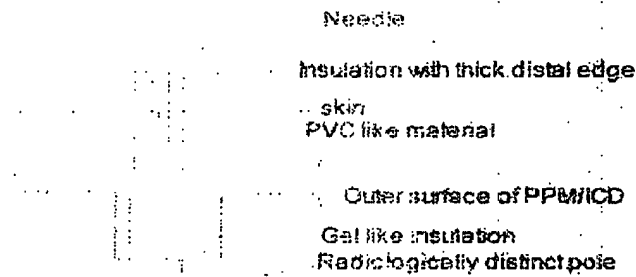 Needle
Insulation with thick distal edge
skin
PVC like material
Outer surface of PPM/ICD
Gel like insulation
Radiologically distinct pole